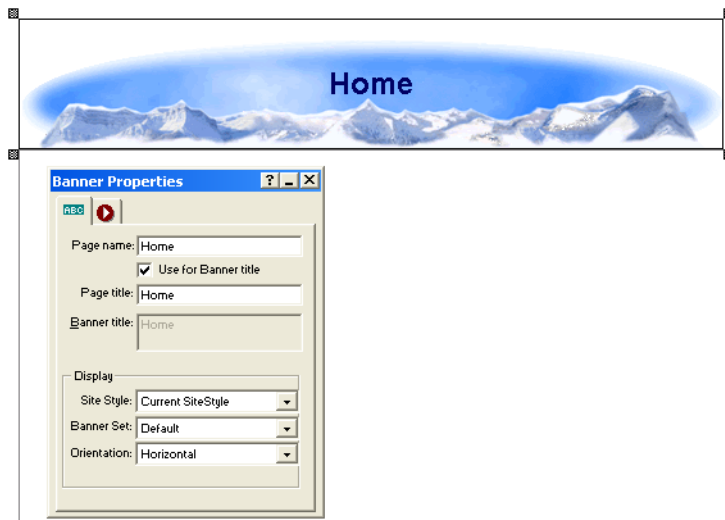 Home
Banner Properties
ABC
Page name: Home
Use for Banner title
Page title: Home
Banner title: Home
Display
Site Style: Current SiteStyle
Banner Set: Default
Orientation: Horizontal